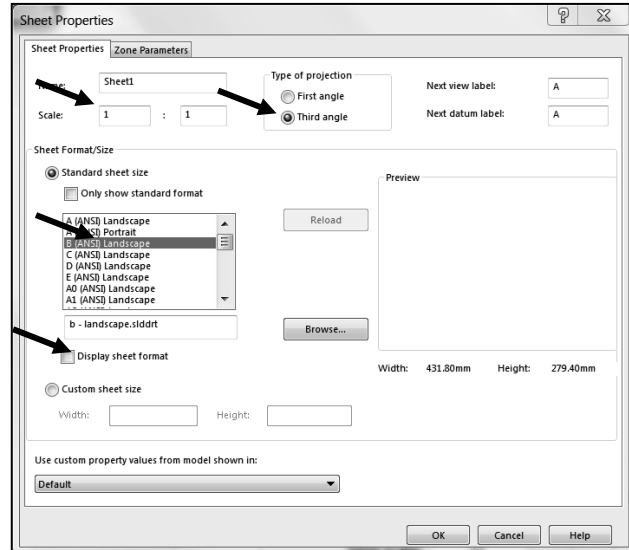 Sheet Properties
Sheet Properties Zone Parameters
Sheet1
Scale: 1 : 1
Type of projection
First angle
Third angle
Next view label: A
Next datum label: A
Sheet Format/Size
Standard sheet size
Only show standard format
A (ANSI) Landscape
(ANSI) Portrait
B (ANSI) Landscape
C (ANSI) Landscape
D (ANSI) Landscape
E (ANSI) Landscape
A0 (ANSI) Landscape
A1 (ANSI) Landscape
Reload
b - landscape.slddrt
Browse...
Display sheet format
Preview
Width: 431.80mm Height: 279.40mm
Custom sheet size
Width: Height:
Use custom property values from model shown in:
Default
OK Cancel Help